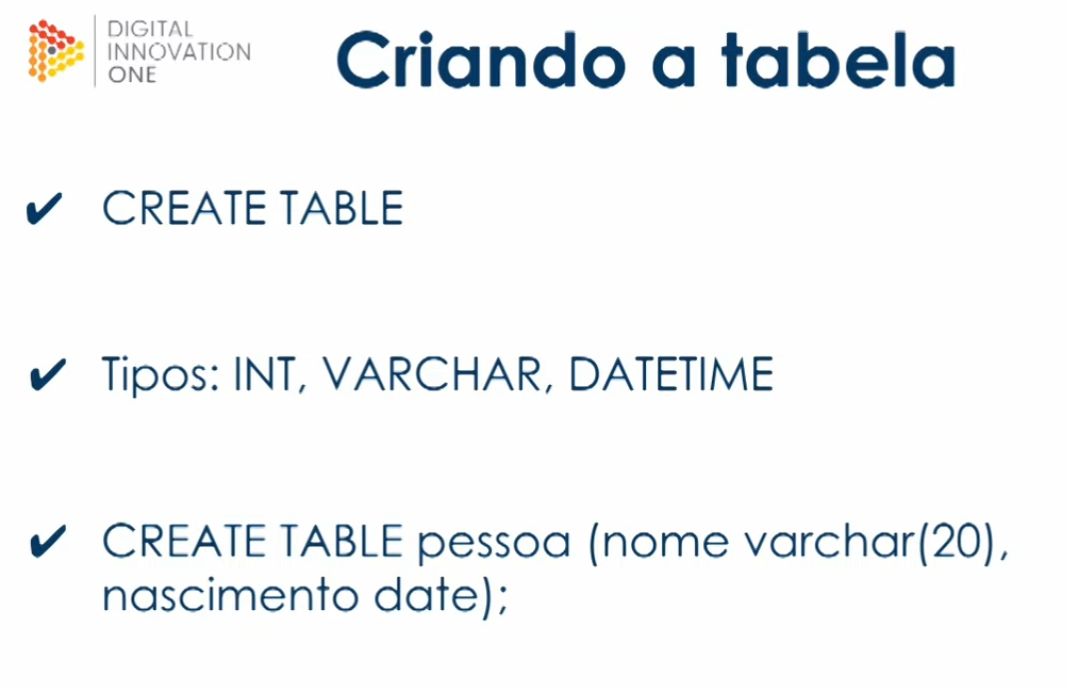 DIGITAL
INNOVATION
ONE
Criando a tabela
✔ CREATE TABLE
✔ Tipos: INT, VARCHAR, DATETIME
✔ CREATE TABLE pessoa (nome varchar(20),
nascimento date);